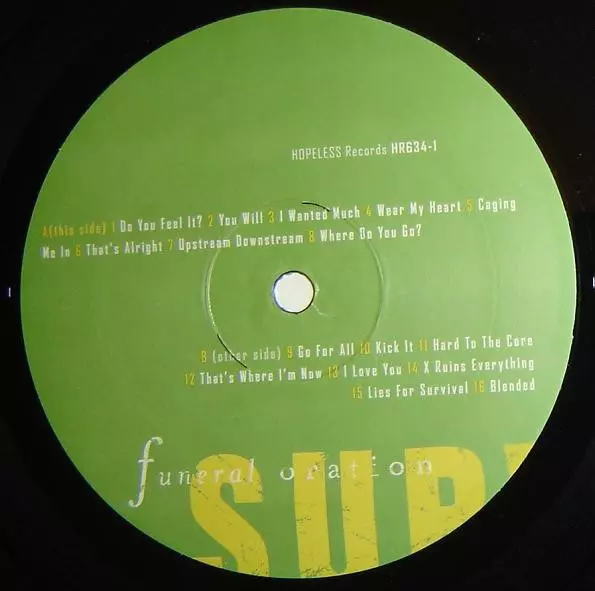 HOPELESS Records HR634-1
A(this side) 1 Do You Feel It? 2 You Will 3 I Wanted Much 4 Wear My Heart 5 Caging
Me In 6 That's Alright 7 Upstream Downstream 8 Where Do You Go?
B (other side) 9 Go For All 10 Kick It 11 Hard To The Core
12 That's Where I'm Now 13 I Love You 14 X Ruins Everything
15 Lies For Survival 16 Blended
funeral oration
SUR